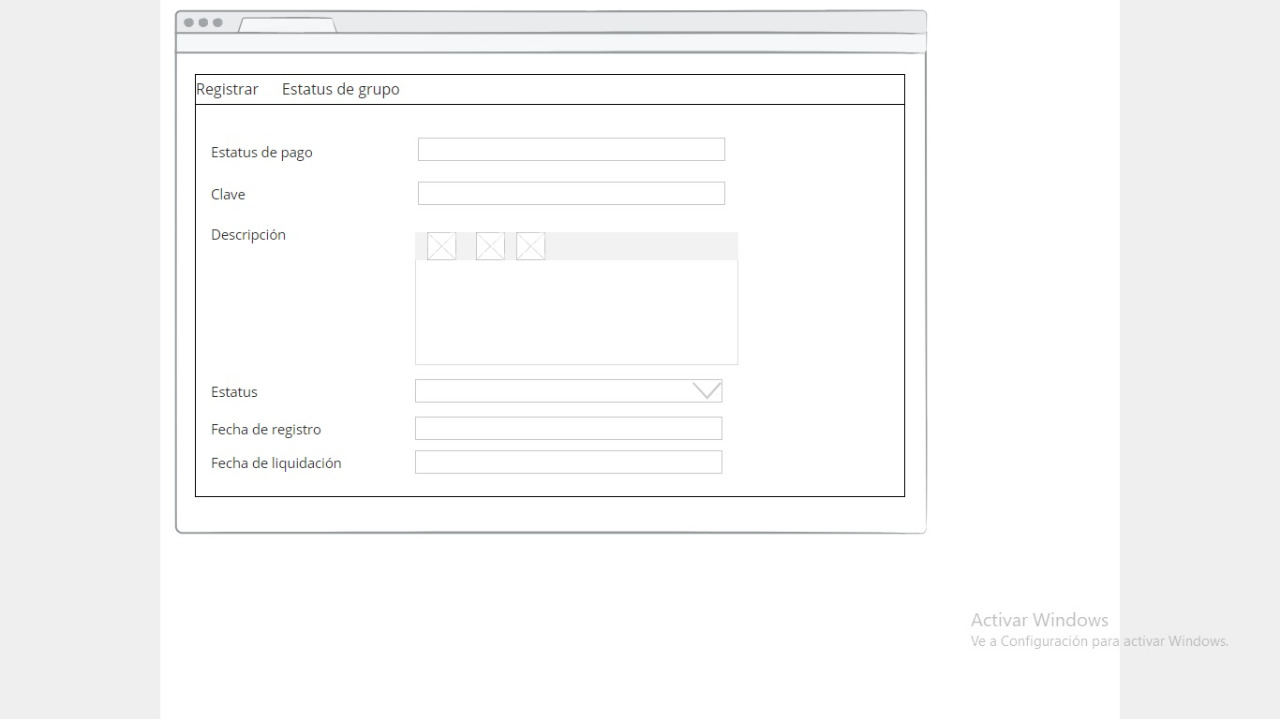 Registrar Estatus de grupo
Estatus de pago
Clave
Descripción
Estatus
Fecha de registro
Fecha de liquidación
Activar Windows
Ve a Configuración para activar Windows.